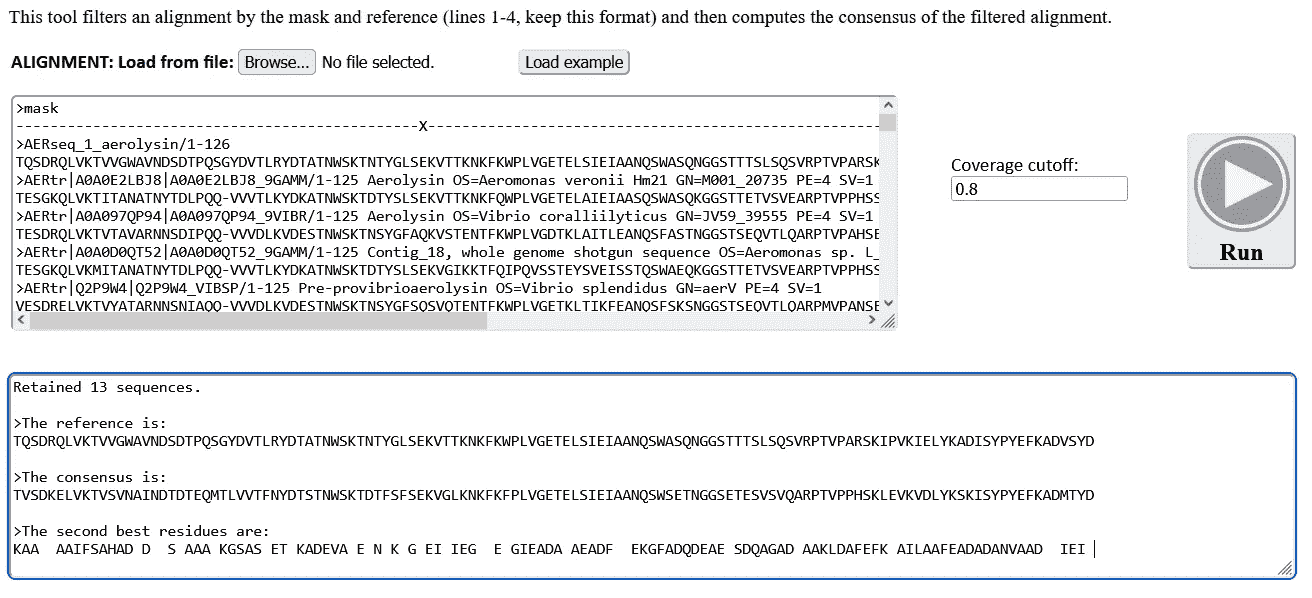 This tool filters an alignment by the mask and reference (lines 1-4, keep this format) and then computes the consensus of the filtered alignment.
ALIGNMENT: Load from file: Browse... No file selected. Load example
>mask
-----------------------------------------------X-----------------------------------------------------
>AERseq_1_aerolysin/1-126
TQSDRQLVKTVVGWAVNDSDTPQSGYDVTLRYDTATNWSKTNTYGLSEKVTTKNKFKWPLVGETELSIEIAANQSWASQNGGSTTTSLSQSVRPTVPARSK
>AERtr|A0A0E2LBJ8|A0A0E2LBJ8_9GAMM/1-125 Aerolysin OS=Aeromonas veronii Hm21 GN=M001_20735 PE=4 SV=1
TESGKQLVKTITANATNYTDLPQQ-VVVTLKYDKATNWSKTDTYSLSEKVTTKNKFQWPLVGETELAIEIAASQSWASQKGGSTTETVSVEARPTVPPHSS
>AERtr|A0A097QP94|A0A097QP94_9VIBR/1-125 Aerolysin OS=Vibrio coralliilyticus GN=JV59_39555 PE=4 SV=1
TESDRQLVKTVTAVARNNSDIPQQ-VVVDLKVDESTNWSKTNSYGFAQKVSTENTFKWPLVGDTKLAITLEANQSFASTNGGSTSEQVTLQARPTVPAHSE
>AERtr|A0A0D0QT52|A0A0D0QT52_9GAMM/1-125 Contig_18, whole genome shotgun sequence OS=Aeromonas sp. L_
TESGKQLVKMITANATNYTDLPQQ-VVVTLKYDKATNWSKTDTYSLSEKVGIKKTFQIPQVSSTEYSVEISSTQSWAEQKGGSTTETVSVEARPTVPPHSS
>AERtr|Q2P9W4|Q2P9W4_VIBSP/1-125 Pre-provibrioaerolysin OS=Vibrio splendidus GN=aerV PE=4 SV=1
VESDRELVKTVYATARNNSNIAQQ-VVVDLKVDESTNWSKTNSYGFSQSVQTENTFKWPLVGETKLTIKFEANQSFSKSNGGSTSEQVTLQARPMVPANSE
Coverage cutoff:
0.8
Run
Retained 13 sequences.
>The reference is:
TQSDRQLVKTVVGWAVNDSDTPQSGYDVTLRYDTATNWSKTNTYGLSEKVTTKNKFKWPLVGETELSIEIAANQSWASQNGGSTTTSLSQSVRPTVPARSKIPVKIELYKADISYPYEFKADVSYD
>The consensus is:
TVSDKELVKTVSVNAINDTDTEQMTLVVTFNYDTSTNWSKTDTFSFSEKVGLKNKFKFPLVGETELSIEIAANQSWSETNGGSETESVSVQARPTVPPHSKLEVKVDLYKSKISYPYEFKADMTYD
>The second best residues are:
KAA  AAIFSAHAD D  S AAA KGSAS ET KADEVA E N K G EI IEG  E GIEADA AEADF  EKGFADQDEAE SDQAGAD AAKLDAFEFK AILAAFEADADANVAAD  IEI